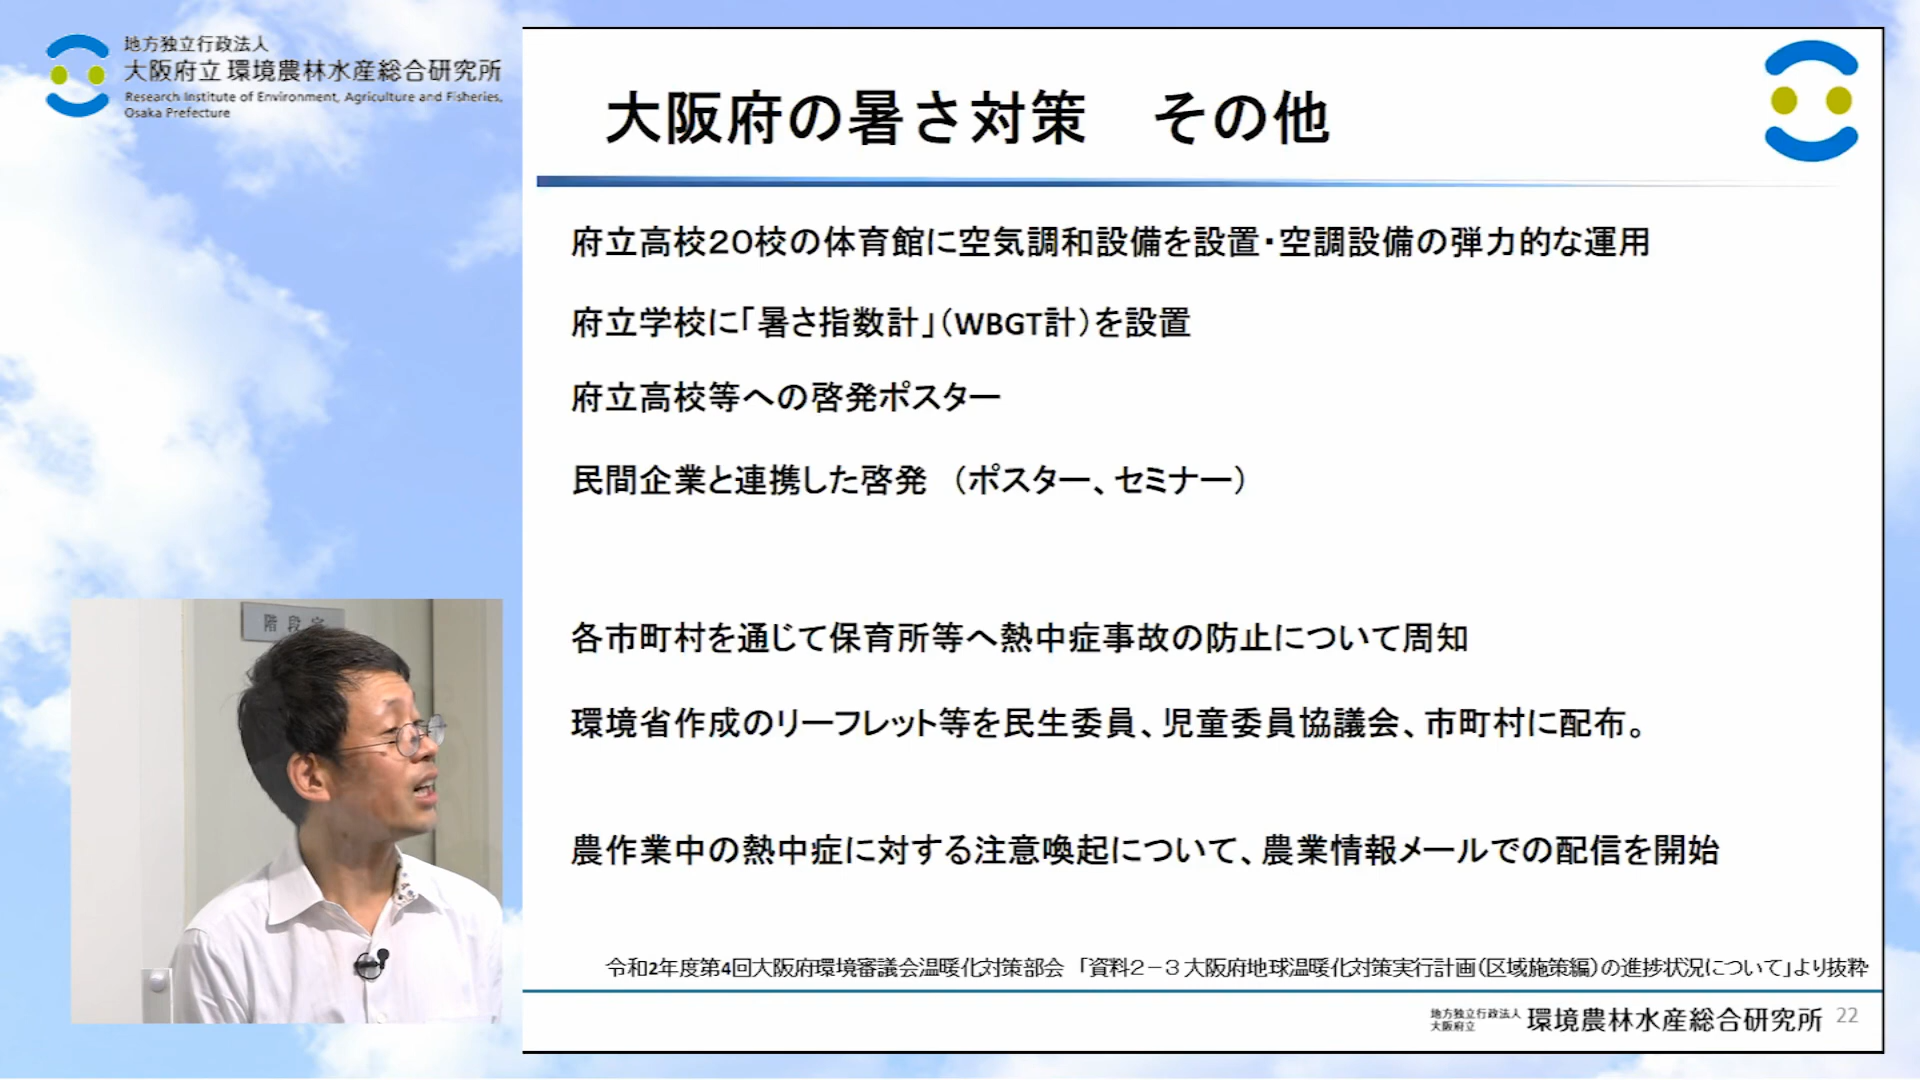 地方独立行政法人
大阪府立 環境農林水産総合研究所
Research Institute of Environment, Agriculture and Fisheries,
Osaka Prefecture
大阪府の暑さ対策　その他
府立高校２０校の体育館に空気調和設備を設置・空調設備の弾力的な運用
府立学校に「暑さ指数計」（WBGT計）を設置
府立高校等への啓発ポスター
民間企業と連携した啓発　（ポスター、セミナー）
各市町村を通じて保育所等へ熱中症事故の防止について周知
環境省作成のリーフレット等を民生委員、児童委員協議会、市町村に配布。
農作業中の熱中症に対する注意喚起について、農業情報メールでの配信を開始
令和2年度第4回大阪府環境審議会温暖化対策部会　「資料２－３ 大阪府地球温暖化対策実行計画（区域施策編）の進捗状況について」より抜粋
地方独立行政法人
大阪府立
環境農林水産総合研究所
22
階段